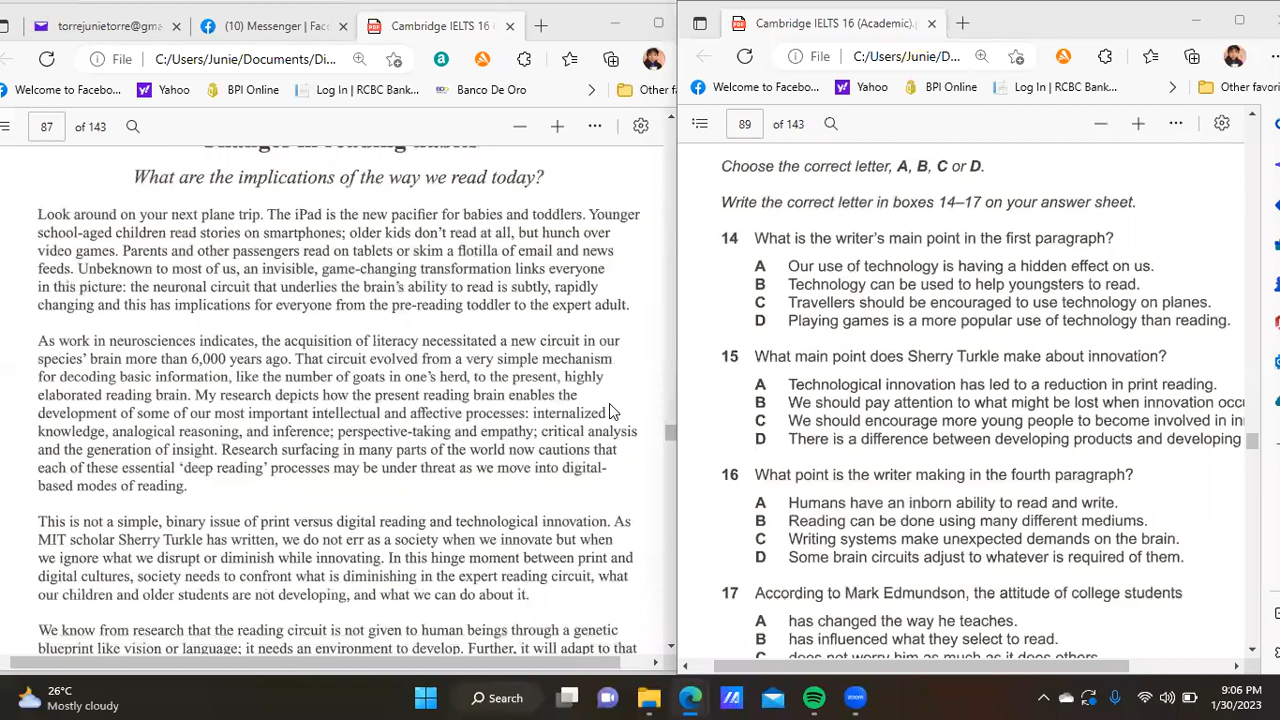 torrejunietorre@gma
(10) Messenger | Fac
Cambridge IELTS 16 (
File
C:/Users/Junie/Documents/Di...
Welcome to Facebo...
Yahoo
BPI Online
Log In | RCBC Bank...
Banco De Oro
Other f
87
of 143
What are the implications of the way we read today?
Look around on your next plane trip. The iPad is the new pacifier for babies and toddlers. Younger
school-aged children read stories on smartphones; older kids don't read at all, but hunch over
video games. Parents and other passengers read on tablets or skim a flotilla of email and news
feeds. Unbeknown to most of us, an invisible, game-changing transformation links everyone
in this picture: the neuronal circuit that underlies the brain's ability to read is subtly, rapidly
changing and this has implications for everyone from the pre-reading toddler to the expert adult.
As work in neurosciences indicates, the acquisition of literacy necessitated a new circuit in our
species' brain more than 6,000 years ago. That circuit evolved from a very simple mechanism
for decoding basic information, like the number of goats in one's herd, to the present, highly
elaborated reading brain. My research depicts how the present reading brain enables the
development of some of our most important intellectual and affective processes: internalized
knowledge, analogical reasoning, and inference; perspective-taking and empathy; critical analysis
and the generation of insight. Research surfacing in many parts of the world now cautions that
each of these essential 'deep reading' processes may be under threat as we move into digital-
based modes of reading.
This is not a simple, binary issue of print versus digital reading and technological innovation. As
MIT scholar Sherry Turkle has written, we do not err as a society when we innovate but when
we ignore what we disrupt or diminish while innovating. In this hinge moment between print and
digital cultures, society needs to confront what is diminishing in the expert reading circuit, what
our children and older students are not developing, and what we can do about it.
We know from research that the reading circuit is not given to human beings through a genetic
blueprint like vision or language; it needs an environment to develop. Further, it will adapt to that
Cambridge IELTS 16 (Academic).
File
C:/Users/Junie/D...
Welcome to Facebo...
Yahoo
BPI Online
Log In | RCBC Bank...
Other favori
89
of 143
Choose the correct letter, A, B, C or D.
Write the correct letter in boxes 14–17 on your answer sheet.
14 What is the writer's main point in the first paragraph?
A Our use of technology is having a hidden effect on us.
B Technology can be used to help youngsters to read.
C Travellers should be encouraged to use technology on planes.
D Playing games is a more popular use of technology than reading.
15 What main point does Sherry Turkle make about innovation?
A Technological innovation has led to a reduction in print reading.
B We should pay attention to what might be lost when innovation occu
C We should encourage more young people to become involved in in
D There is a difference between developing products and developing
16 What point is the writer making in the fourth paragraph?
A Humans have an inborn ability to read and write.
B Reading can be done using many different mediums.
C Writing systems make unexpected demands on the brain.
D Some brain circuits adjust to whatever is required of them.
17 According to Mark Edmundson, the attitude of college students
A has changed the way he teaches.
B has influenced what they select to read.
C does not worry him as much as it does others.
26°C
Mostly cloudy
Search
zoom
9:06 PM
1/30/2023